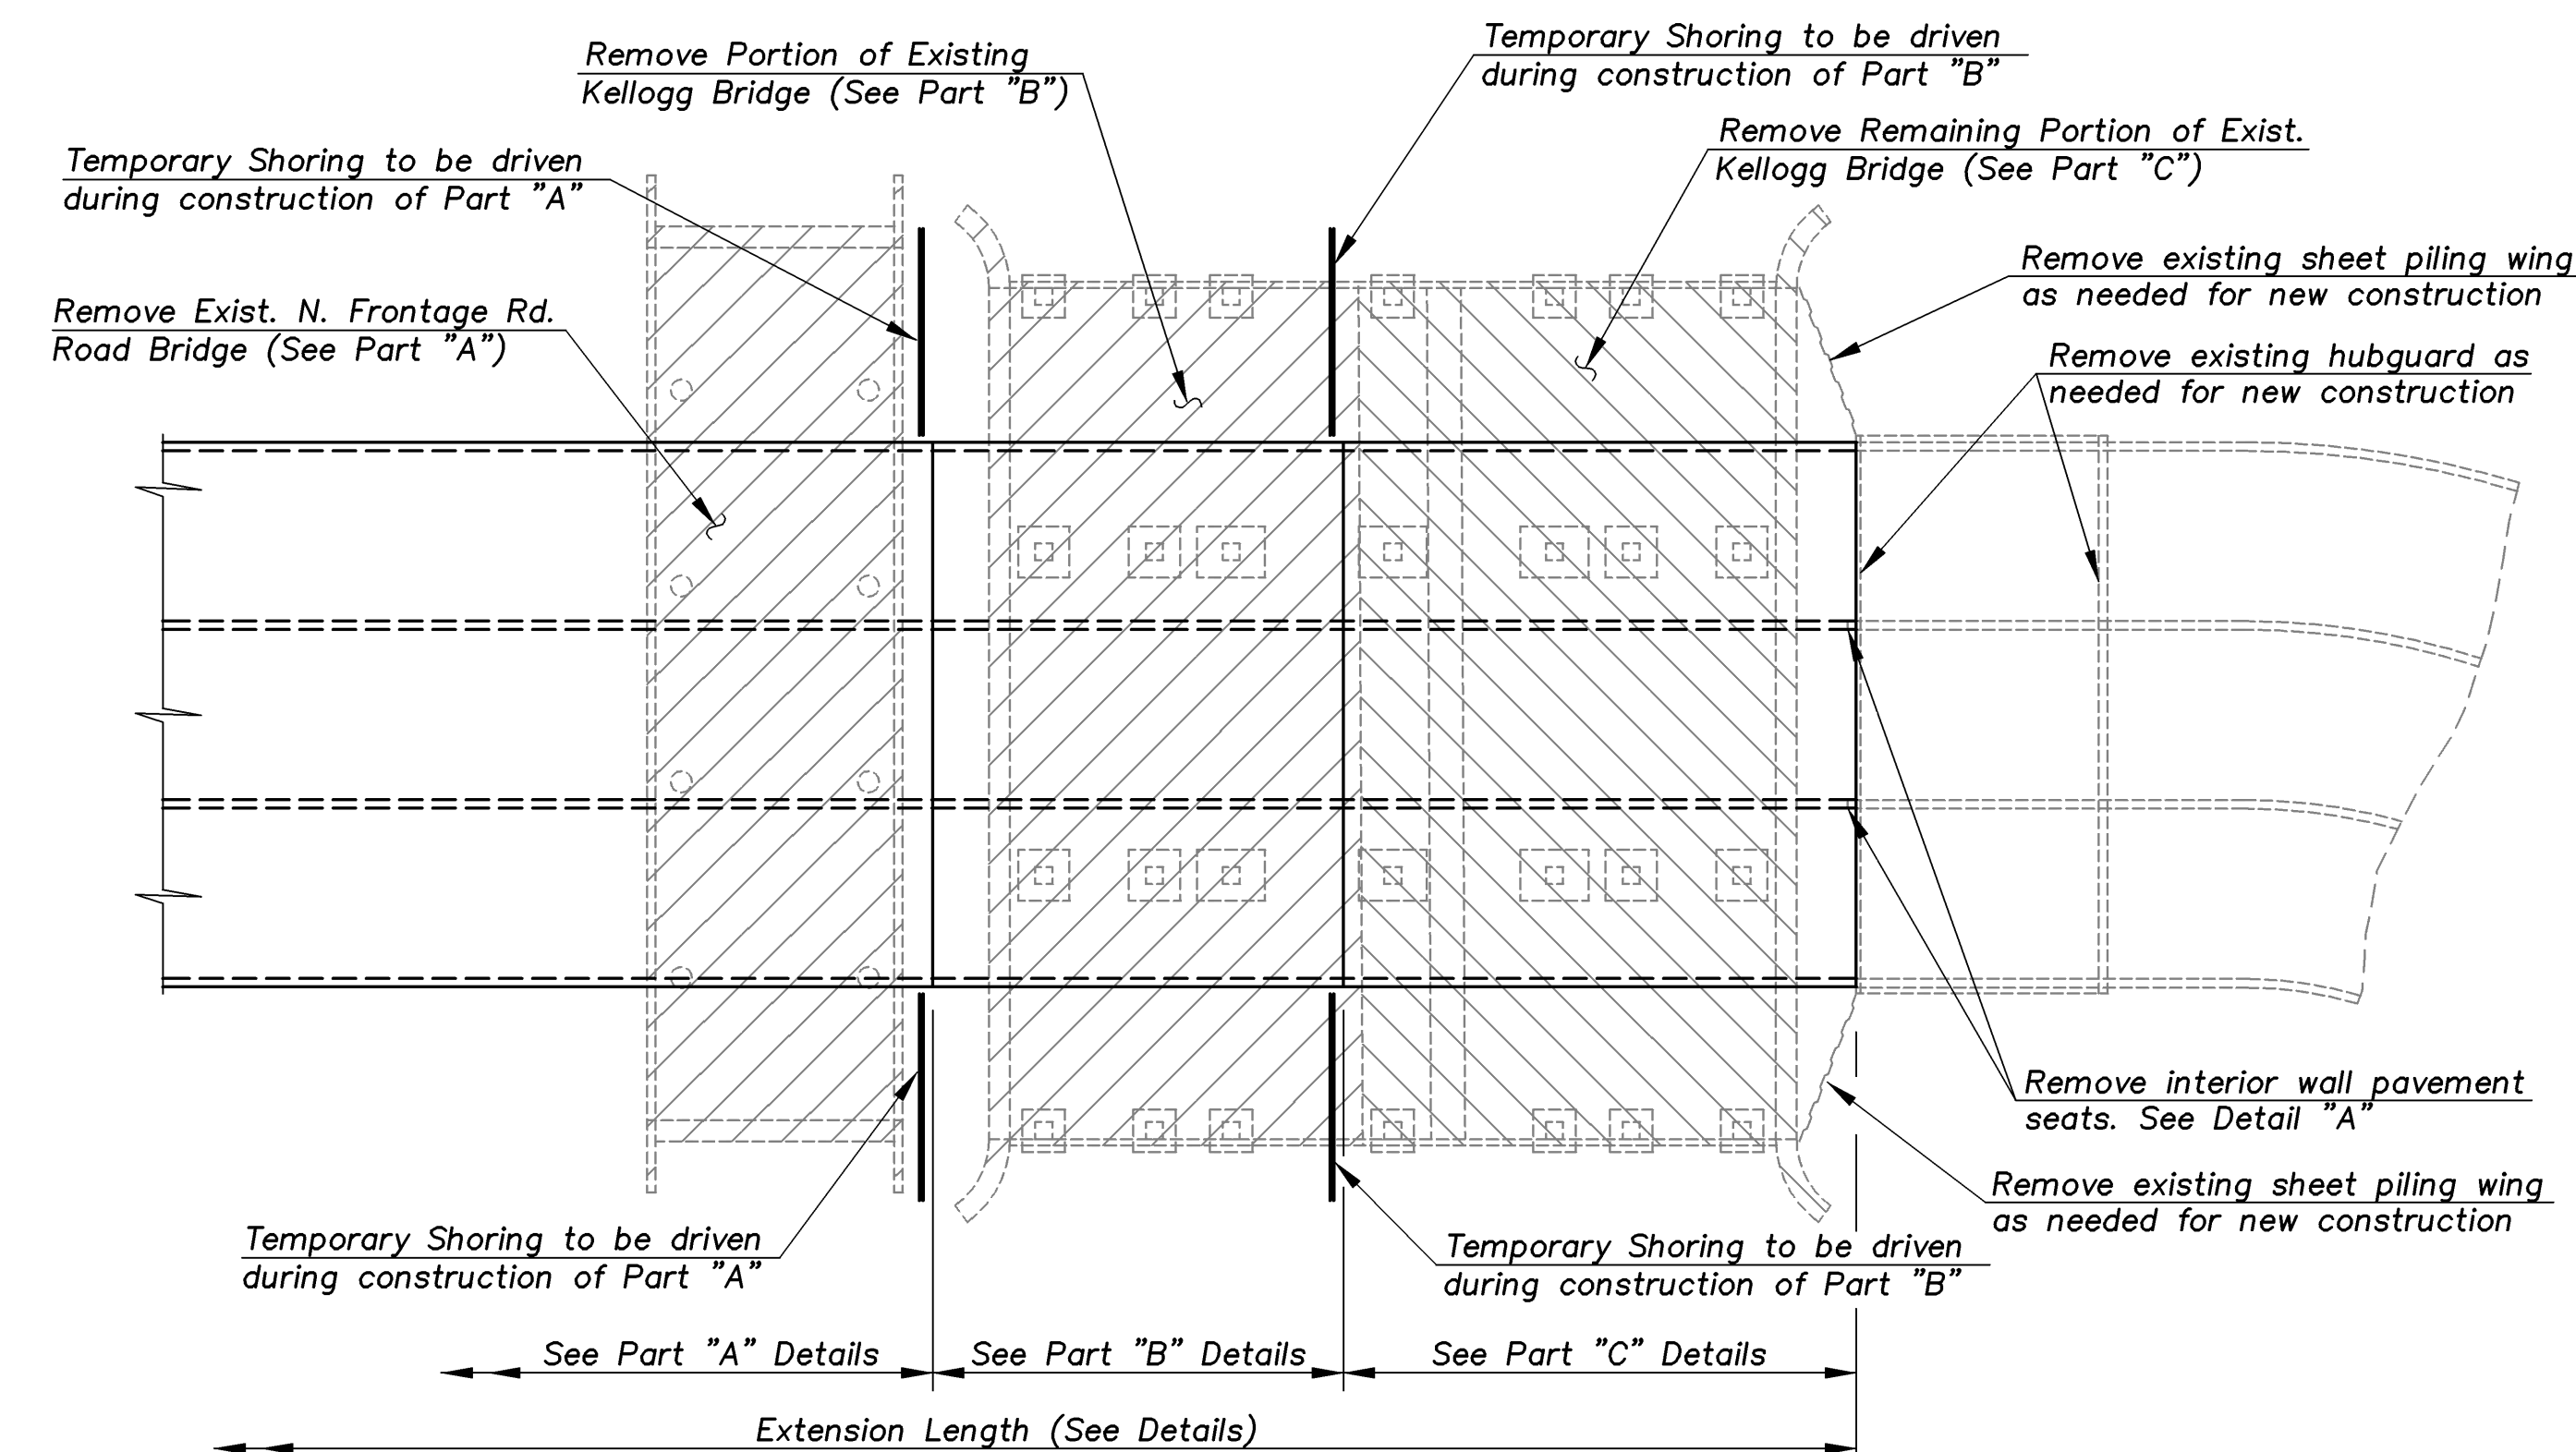 Remove Portion of Existing
Kellogg Bridge (See Part "B")
Temporary Shoring to be driven
during construction of Part "B"
Remove Remaining Portion of Exist.
Kellogg Bridge (See Part "C")
Temporary Shoring to be driven
during construction of Part "A"
Remove existing sheet piling wing
as needed for new construction
Remove Exist. N. Frontage Rd.
Road Bridge (See Part "A")
Remove existing hubguard as
needed for new construction
Remove interior wall pavement
seats. See Detail "A"
Remove existing sheet piling wing
as needed for new construction
Temporary Shoring to be driven
during construction of Part "A"
Temporary Shoring to be driven
during construction of Part "B"
See Part "A" Details
See Part "B" Details
See Part "C" Details
Extension Length (See Details)